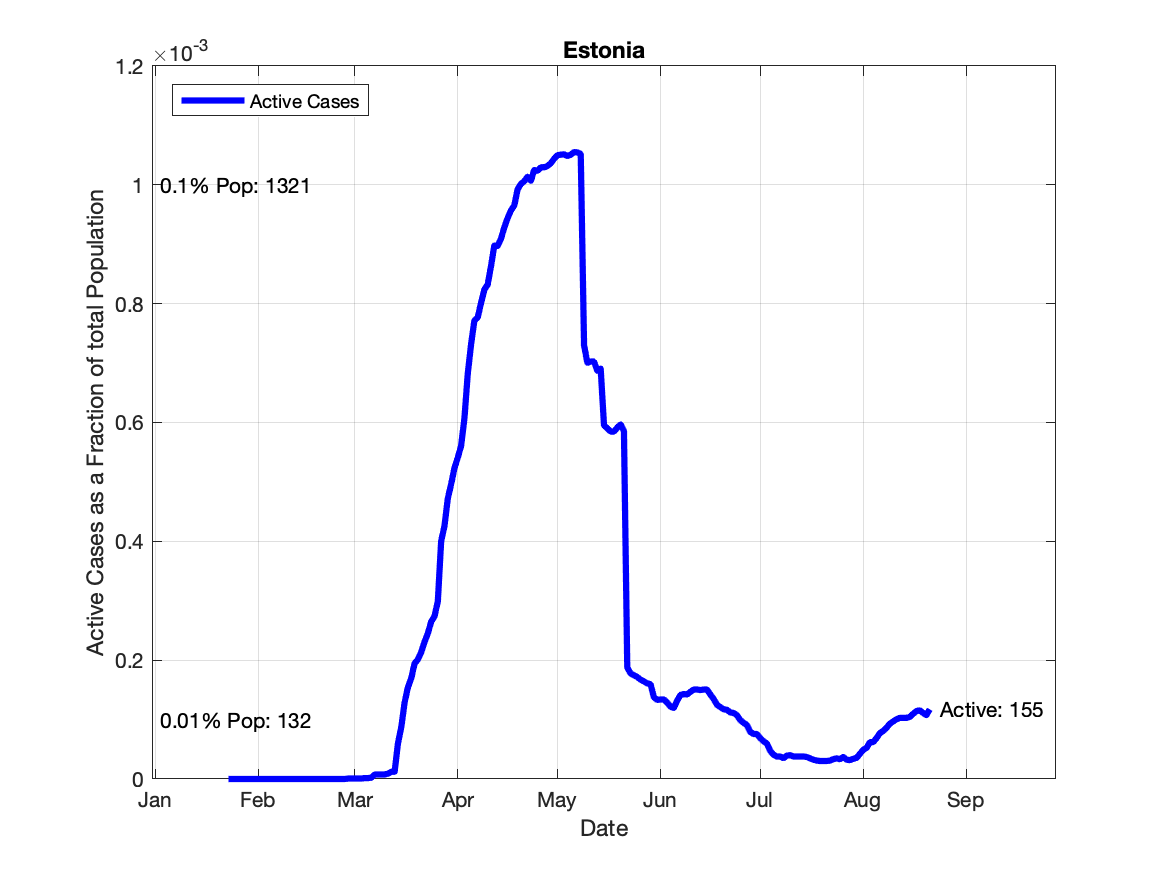 Estonia
×10-3
1.2
Active Cases
1
0.1% Pop: 1321
0.8
0.6
0.4
0.2
0.01% Pop: 132
Active: 155
0
Active Cases as a Fraction of total Population
Jan Feb Mar Apr May Jun Jul Aug Sep
Date